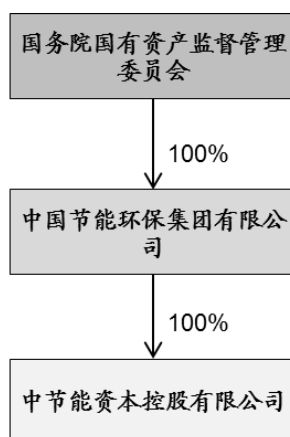 国务院国有资产监督管理
委员会
100%
中国节能环保集团有限公
司
100%
中节能资本控股有限公司